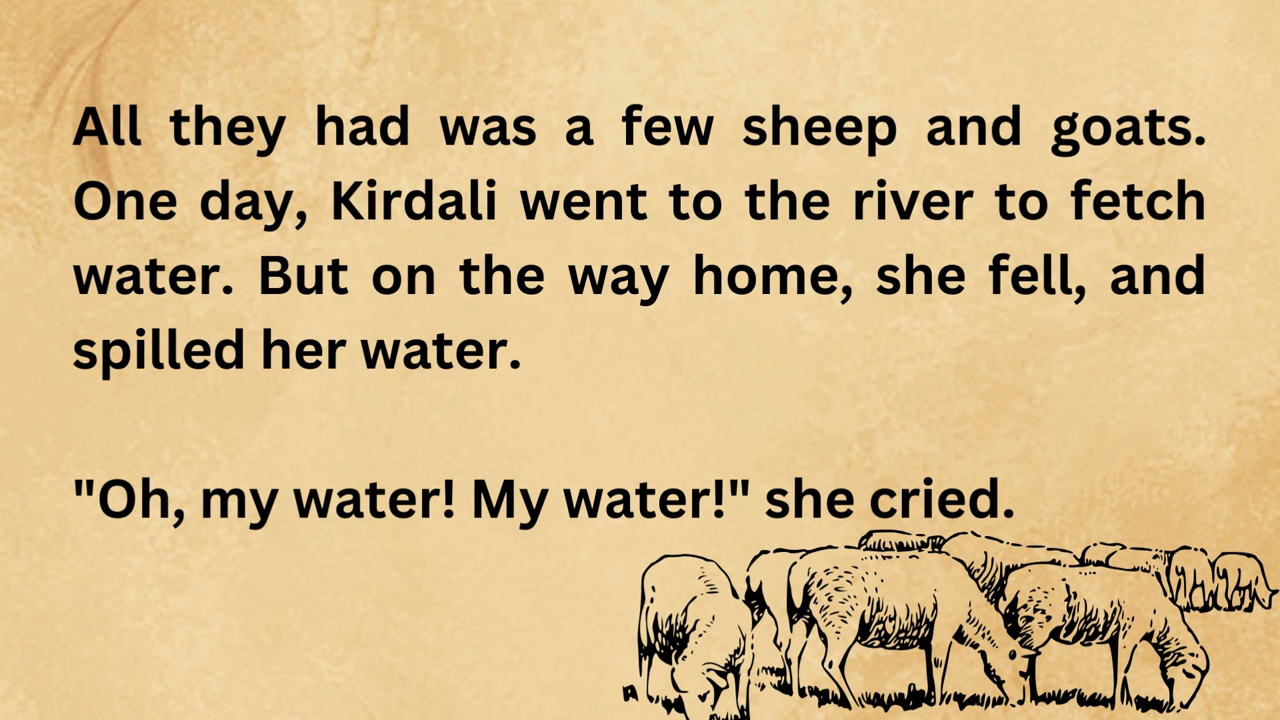 All they had was a few sheep and goats.
One day, Kirdali went to the river to fetch
water. But on the way home, she fell, and
spilled her water.
"Oh, my water! My water!" she cried.